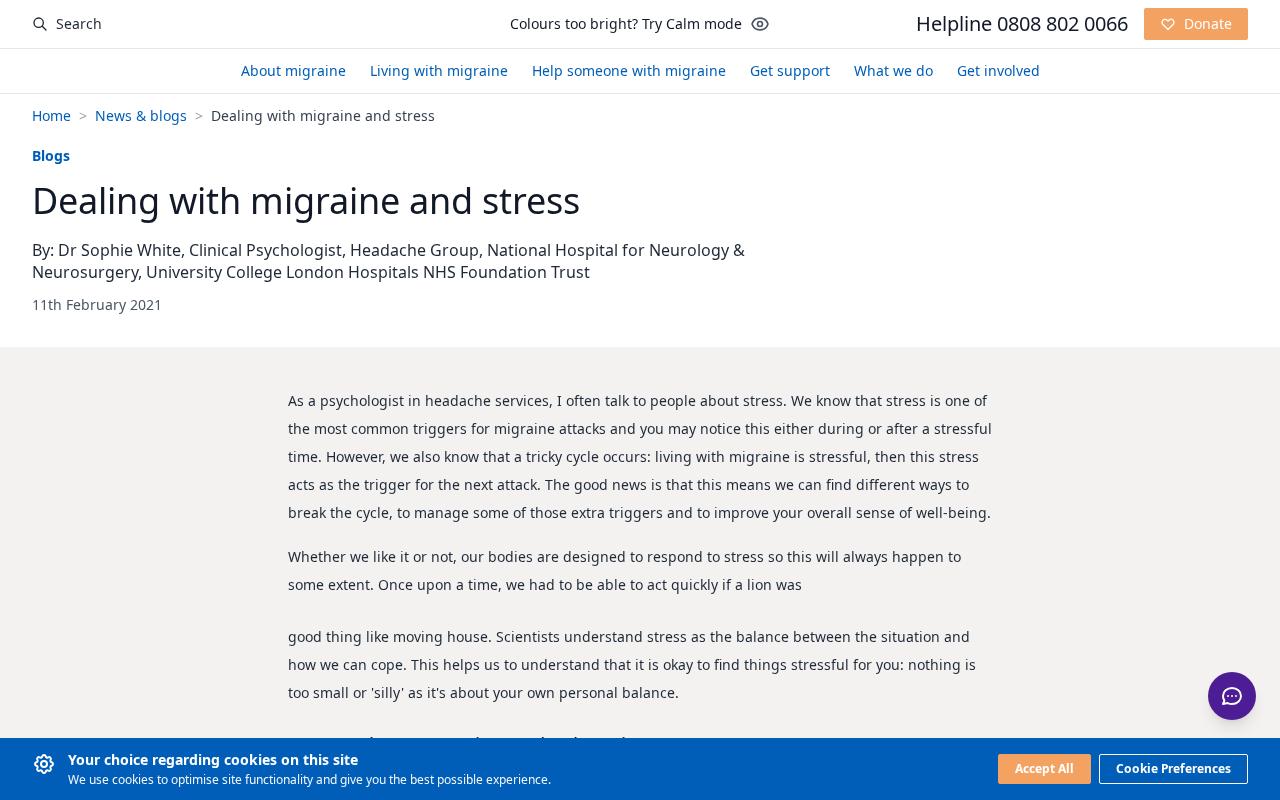 Search
Colours too bright? Try Calm mode
Helpline 0808 802 0066
Donate
About migraine
Living with migraine
Help someone with migraine
Get support
What we do
Get involved
Home > News & blogs > Dealing with migraine and stress
Blogs
Dealing with migraine and stress
By: Dr Sophie White, Clinical Psychologist, Headache Group, National Hospital for Neurology &
Neurosurgery, University College London Hospitals NHS Foundation Trust
11th February 2021
As a psychologist in headache services, I often talk to people about stress. We know that stress is one of
the most common triggers for migraine attacks and you may notice this either during or after a stressful
time. However, we also know that a tricky cycle occurs: living with migraine is stressful, then this stress
acts as the trigger for the next attack. The good news is that this means we can find different ways to
break the cycle, to manage some of those extra triggers and to improve your overall sense of well-being.
Whether we like it or not, our bodies are designed to respond to stress so this will always happen to
some extent. Once upon a time, we had to be able to act quickly if a lion was
good thing like moving house. Scientists understand stress as the balance between the situation and
how we can cope. This helps us to understand that it is okay to find things stressful for you: nothing is
too small or 'silly' as it's about your own personal balance.
Your choice regarding cookies on this site
We use cookies to optimise site functionality and give you the best possible experience.
Accept All
Cookie Preferences